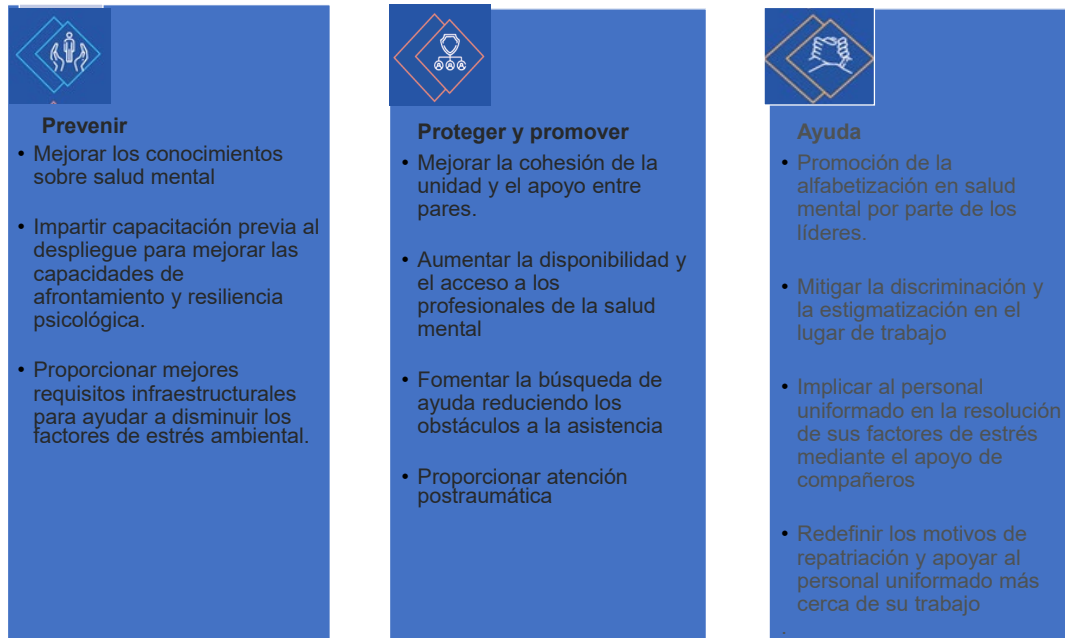 Prevenir
• Mejorar los conocimientos
sobre salud mental
• Impartir capacitación previa al
despliegue para mejorar las
capacidades de
afrontamiento y resiliencia
psicológica.
• Proporcionar mejores
requisitos infraestructurales
para ayudar a disminuir los
factores de estrés ambiental.
Proteger y promover
• Mejorar la cohesión de la
unidad y el apoyo entre
pares.
• Aumentar la disponibilidad y
el acceso a los
profesionales de la salud
mental
• Fomentar la búsqueda de
ayuda reduciendo los
obstáculos a la asistencia
• Proporcionar atención
postraumática
Ayuda
• Promoción de la
alfabetización en salud
mental por parte de los
líderes.
• Mitigar la discriminación y
la estigmatización en el
lugar de trabajo
• Implicar al personal
uniformado en la resolución
de sus factores de estrés
mediante el apoyo de
compañeros
• Redefinir los motivos de
repatriación y apoyar al
personal uniformado más
cerca de su trabajo
.